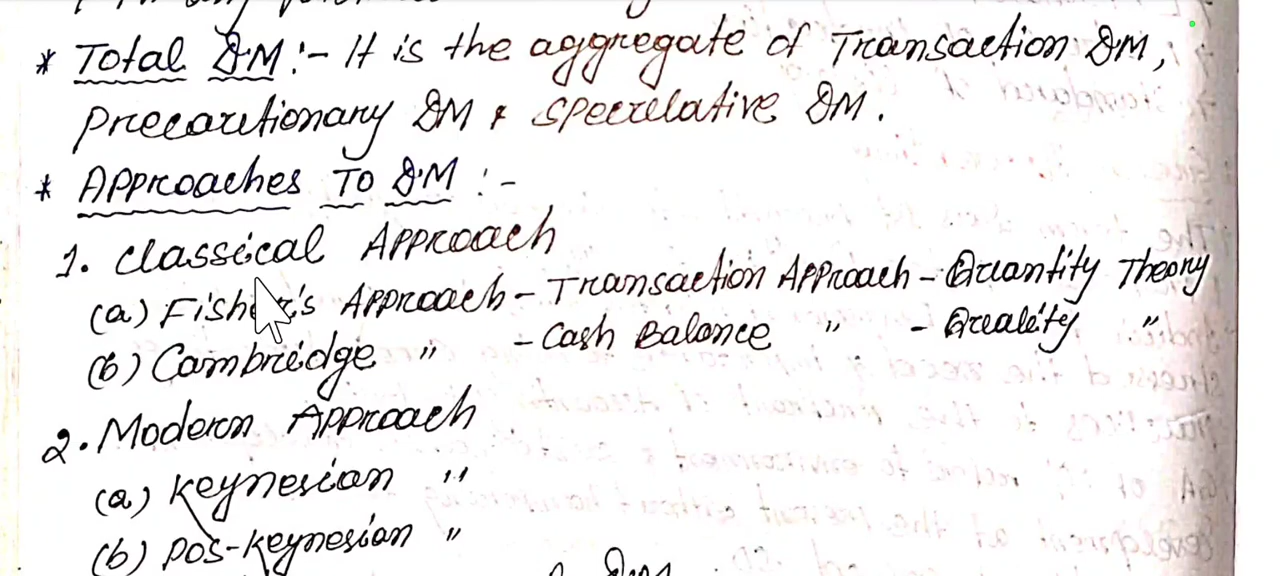 * Total DM:- It is the aggregate of Transaction DM,
precautionary DM & speculative DM.
* Approaches To DM :-
1. Classical Approach
(a) Fisher's Approach - Transaction Approach - Quantity Theory
(b) Cambridge " - Cash Balance " - Quality "
2. Modern Approach
(a) Keynesian "
(b) Pos-Keynesian "